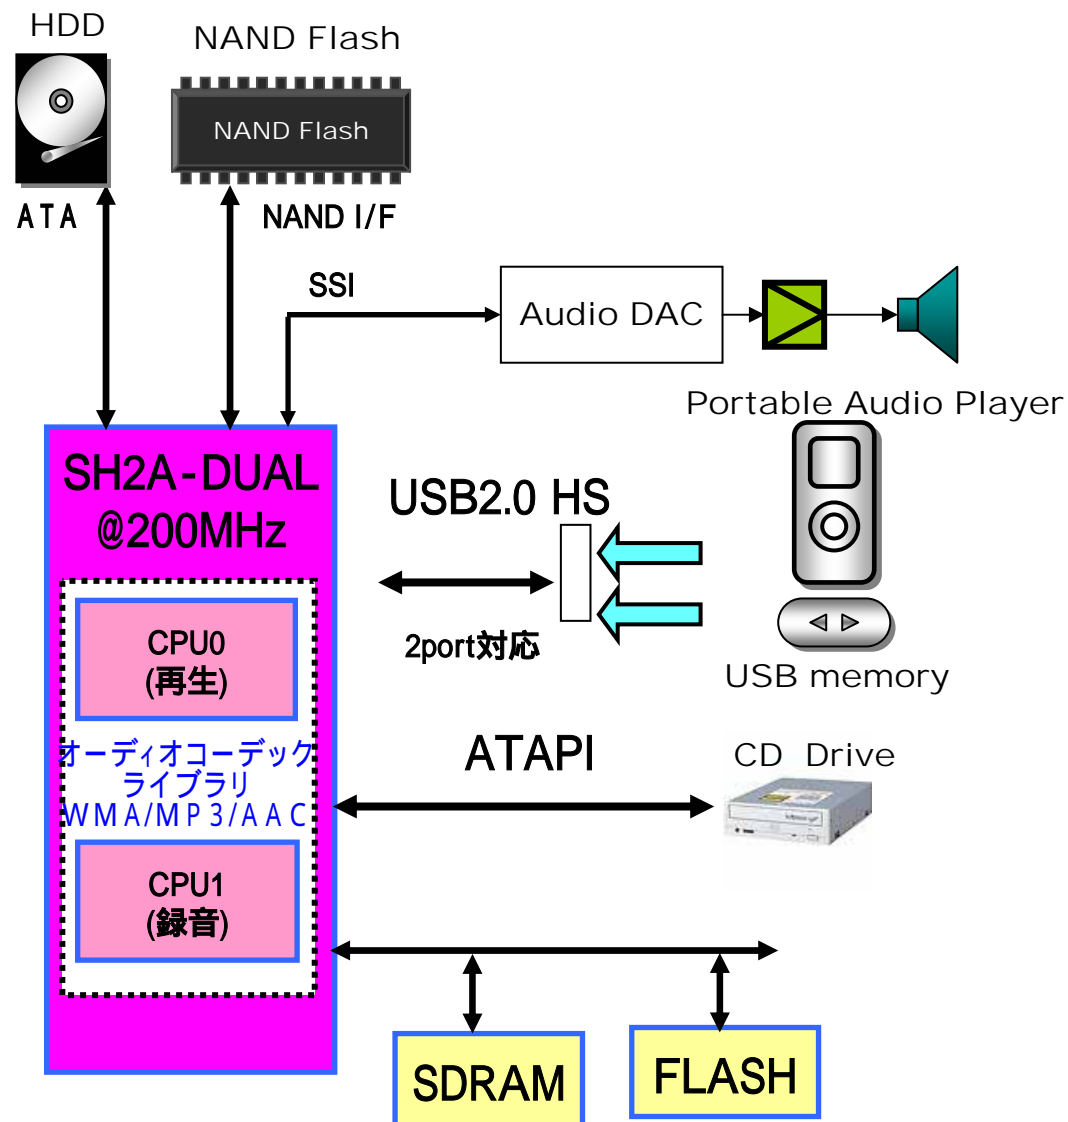 HDD
NAND Flash
NAND Flash
ATA
NAND I/F
SSI
Audio DAC
Portable Audio Player
SH2A-DUAL
@200MHz
USB2.0 HS
CPU0
(再生)
2port対応
USB memory
オーディオコーデック
ライブラリ
WMA/MP3/AAC
ATAPI
CD Drive
CPU1
(録音)
SDRAM
FLASH